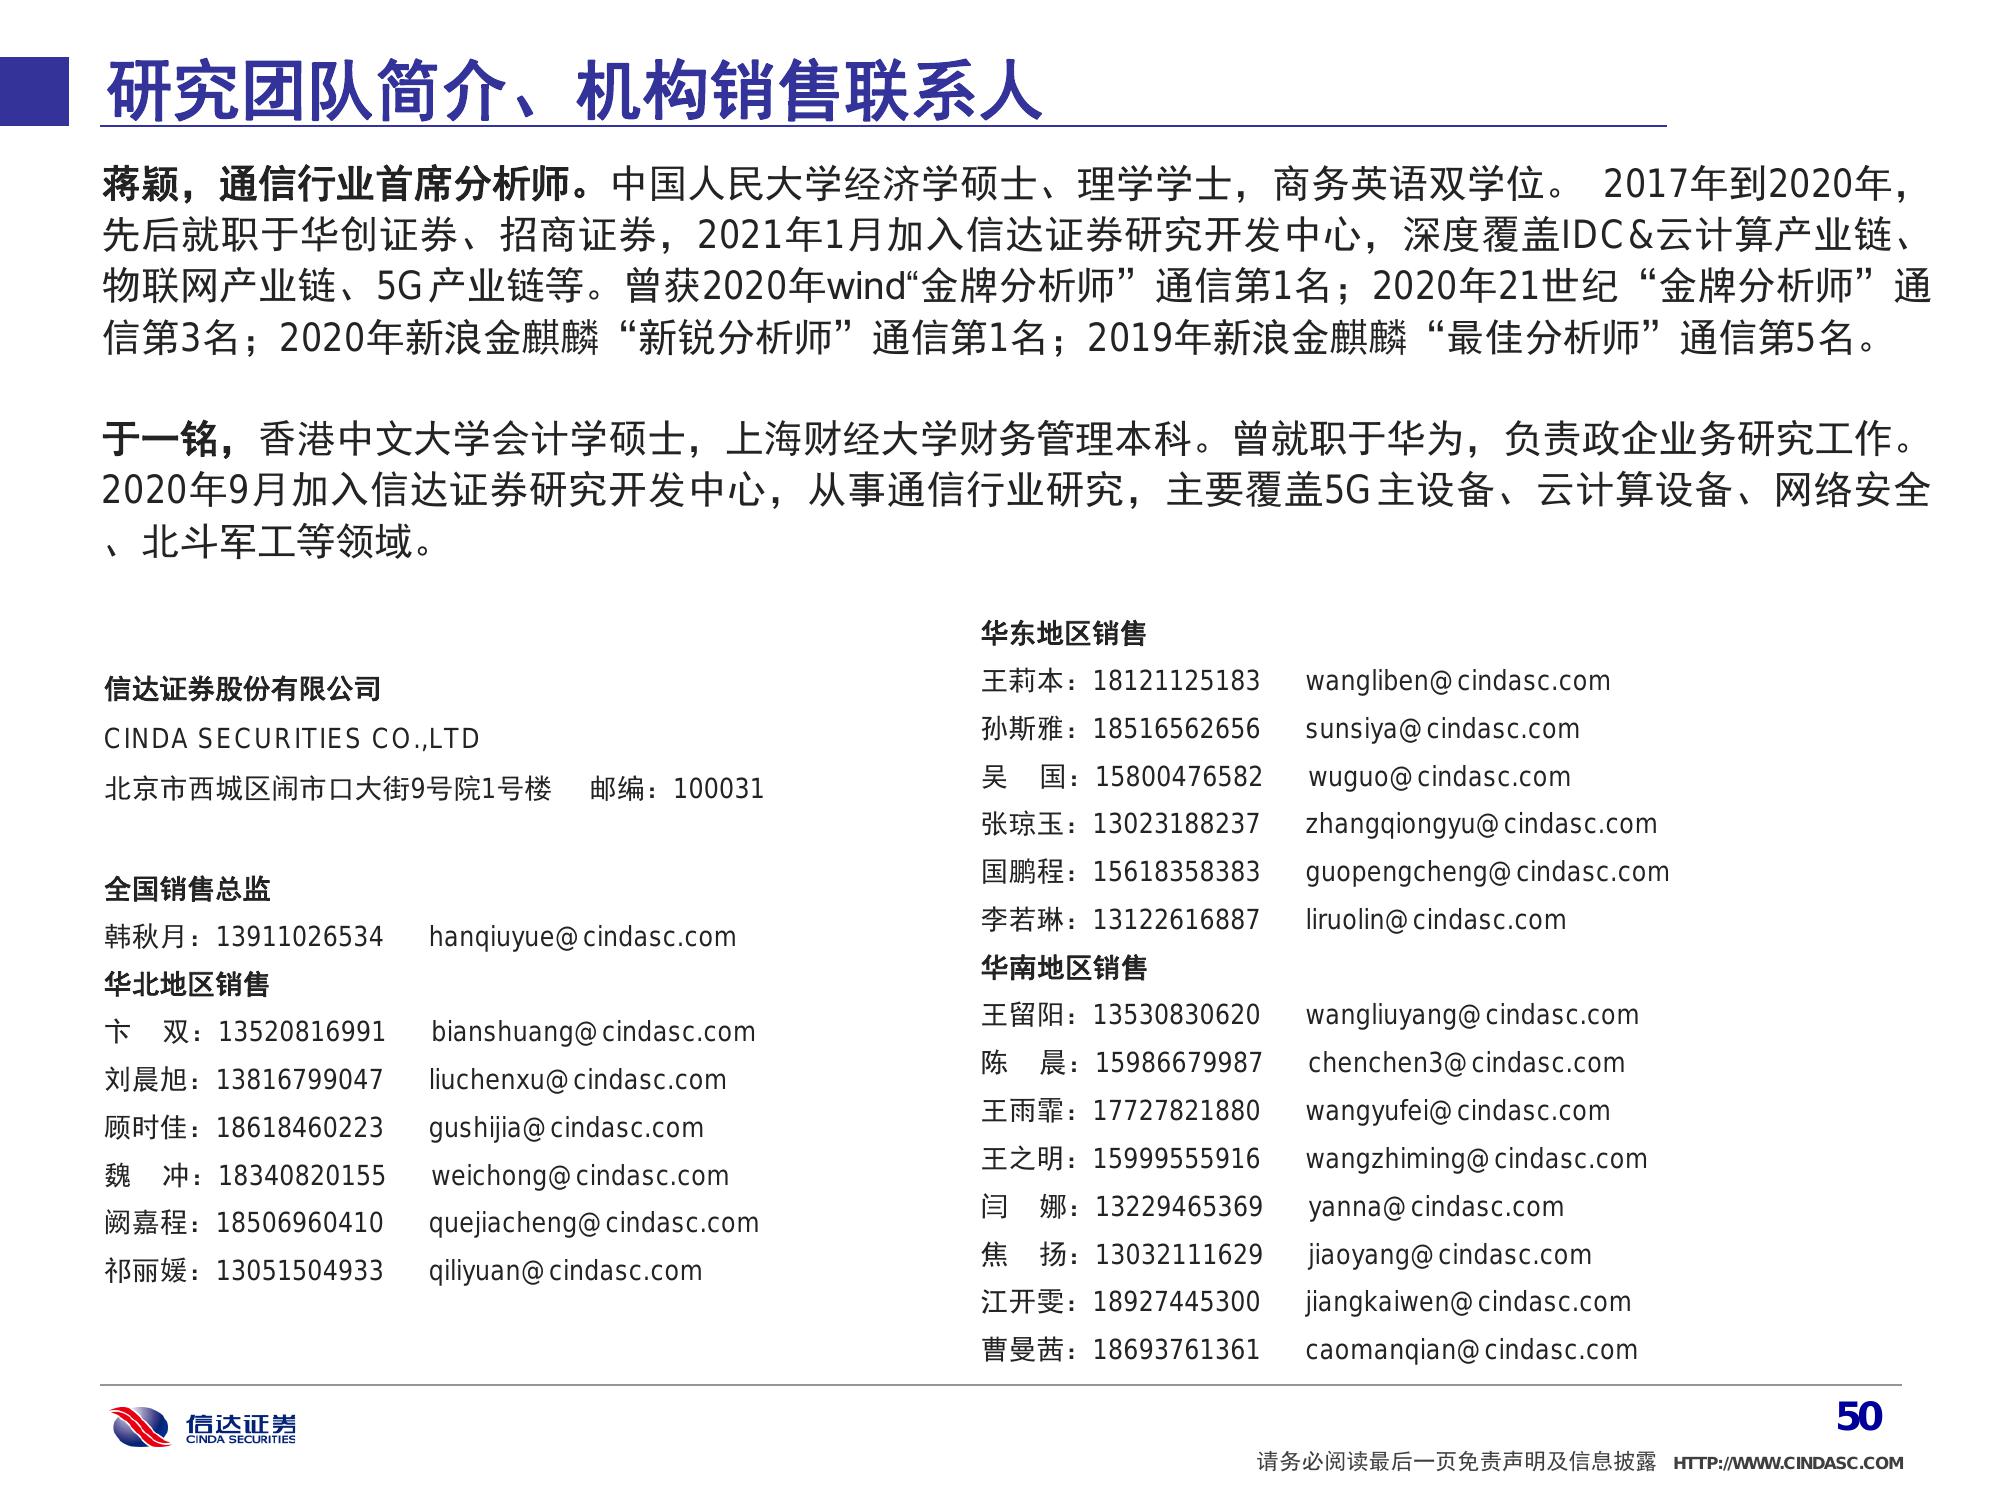 研究团队简介、机构销售联系人
蒋颖，通信行业首席分析师。中国人民大学经济学硕士、理学学士，商务英语双学位。 2017年到2020年，
先后就职于华创证券、招商证券，2021年1月加入信达证券研究开发中心，深度覆盖IDC&云计算产业链、
物联网产业链、5G产业链等。曾获2020年wind“金牌分析师”通信第1名；2020年21世纪“金牌分析师”通
信第3名；2020年新浪金麒麟“新锐分析师”通信第1名；2019年新浪金麒麟“最佳分析师”通信第5名。
于一铭，香港中文大学会计学硕士，上海财经大学财务管理本科。曾就职于华为，负责政企业务研究工作。
2020年9月加入信达证券研究开发中心，从事通信行业研究，主要覆盖5G主设备、云计算设备、网络安全
、北斗军工等领域。
信达证券股份有限公司
CINDA SECURITIES CO.,LTD
北京市西城区闹市口大街9号院1号楼 邮编：100031
全国销售总监
韩秋月：13911026534 hanqiuyue@cindasc.com
华北地区销售
卞 双：13520816991 bianshuang@cindasc.com
刘晨旭：13816799047 liuchenxu@cindasc.com
顾时佳：18618460223 gushijia@cindasc.com
魏 冲：18340820155 weichong@cindasc.com
阙嘉程：18506960410 quejiacheng@cindasc.com
祁丽媛：13051504933 qiliyuan@cindasc.com
华东地区销售
王莉本：18121125183 wangliben@cindasc.com
孙斯雅：18516562656 sunsiya@cindasc.com
吴 国：15800476582 wuguo@cindasc.com
张琼玉：13023188237 zhangqiongyu@cindasc.com
国鹏程：15618358383 guopengcheng@cindasc.com
李若琳：13122616887 liruolin@cindasc.com
华南地区销售
王留阳：13530830620 wangliuyang@cindasc.com
陈 晨：15986679987 chenchen3@cindasc.com
王雨霏：17727821880 wangyufei@cindasc.com
王之明：15999555916 wangzhiming@cindasc.com
闫 娜：13229465369 yanna@cindasc.com
焦 扬：13032111629 jiaoyang@cindasc.com
江开雯：18927445300 jiangkaiwen@cindasc.com
曹曼茜：18693761361 caomanqian@cindasc.com
信达证券
CINDA SECURITIES
50
请务必阅读最后一页免责声明及信息披露 HTTP://WWW.CINDASC.COM